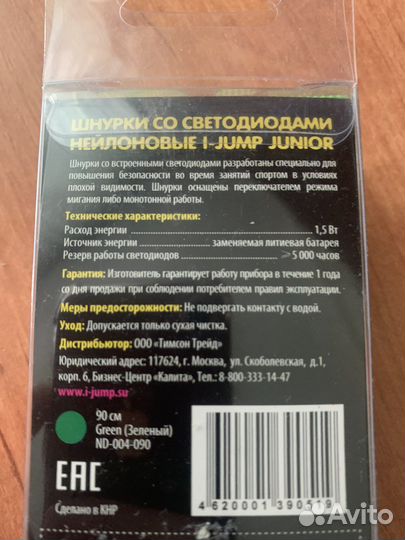 ШНУРКИ СО СВЕТОДИОДАМИ
НЕЙЛОНОВЫЕ I-JUMP JUNIOR
Шнурки со встроенными светодиодами разработаны специально для
повышения безопасности во время занятий спортом в условиях
плохой видимости. Шнурки оснащены переключателем режима
мигания либо монотонной работы.
Технические характеристики:
Расход энергии 1,5 Вт
Источник энергии заменяемая литиевая батарея
Резерв работы светодиодов ⩾5 000 часов
Гарантия: Изготовитель гарантирует работу прибора в течение 1 года
со дня продажи при соблюдении потребителем правил эксплуатации.
Меры предосторожности: Не подвергать контакту с водой.
Уход: Допускается только сухая чистка.
Дистрибьютор: ООО «Тимсон Трейд»
Юридический адрес: 117624, г. Москва, ул. Скоболевская, д.1,
корп. 6, Бизнес-Центр «Калита», Тел.: 8-800-333-14-47
www.i-jump.su
90 см
Green (Зеленый)
ND-004-090
EAC
Сделано в КНР
4 620001 390519
Avito